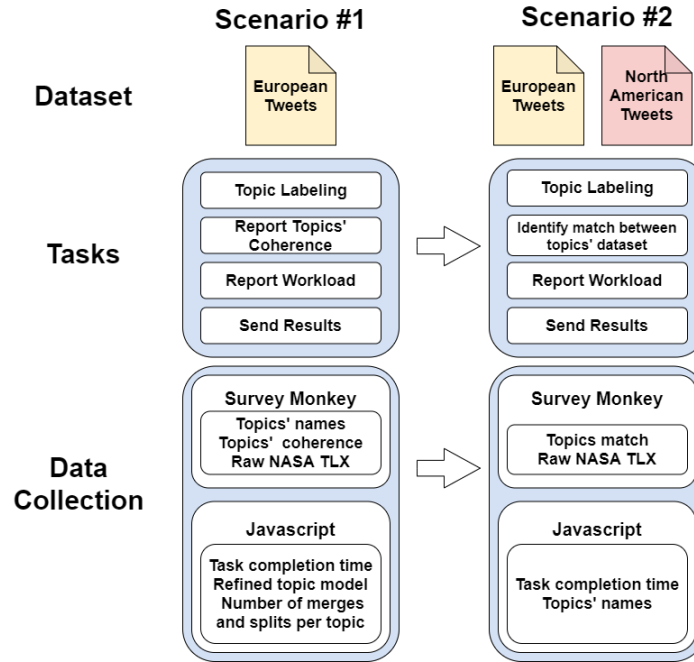 Scenario #1
Scenario #2
Dataset
European
Tweets
European
Tweets
North
American
Tweets
Tasks
Topic Labeling
Report Topics'
Coherence
Report Workload
Send Results
Topic Labeling
Identify match between
topics' dataset
Report Workload
Send Results
Data
Collection
Survey Monkey
Topics' names
Topics' coherence
Raw NASA TLX
Javascript
Task completion time
Refined topic model
Number of merges
and splits per topic
Survey Monkey
Topics match
Raw NASA TLX
Javascript
Task completion time
Topics' names